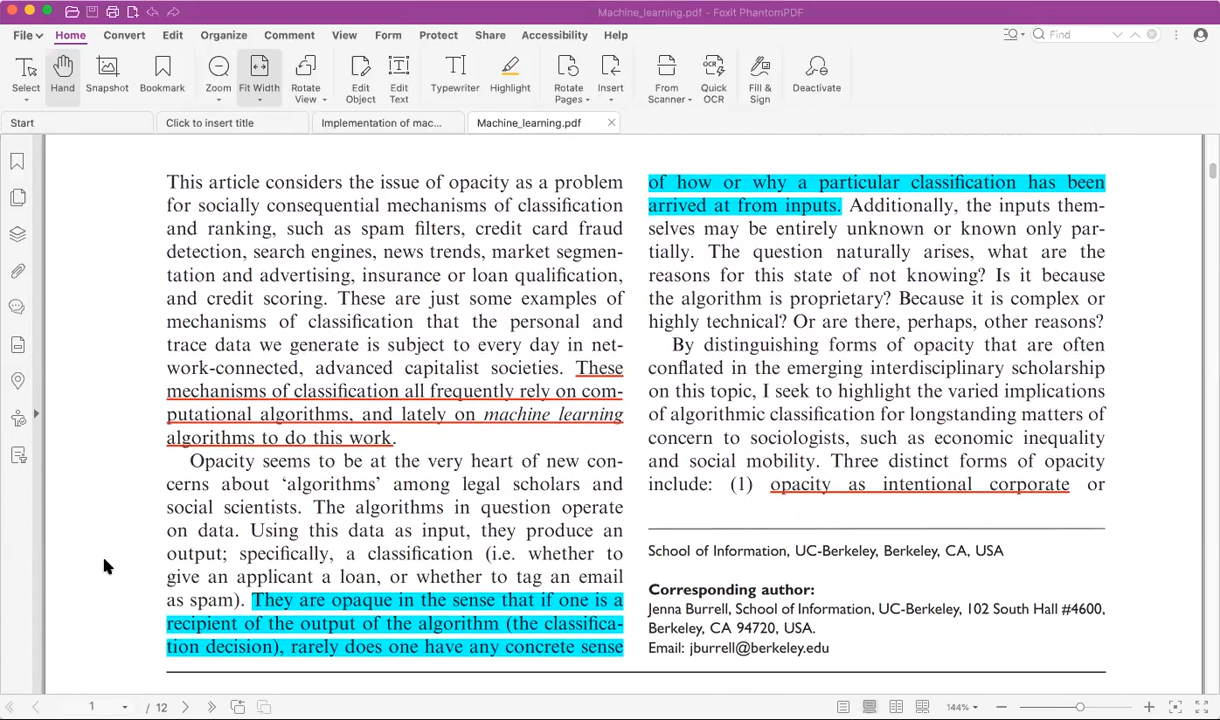 Machine_learning.pdf - Foxit PhantomPDF
File Home Convert Edit Organize Comment View Form Protect Share Accessibility Help Find
Select Hand Snapshot Bookmark Zoom Fit Width Rotate View Edit Object Edit Text Typewriter Highlight Rotate Pages Insert From Scanner Quick OCR Fill & Sign Deactivate
Start Click to insert title Implementation of mac... Machine_learning.pdf
This article considers the issue of opacity as a problem
for socially consequential mechanisms of classification
and ranking, such as spam filters, credit card fraud
detection, search engines, news trends, market segmen-
tation and advertising, insurance or loan qualification,
and credit scoring. These are just some examples of
mechanisms of classification that the personal and
trace data we generate is subject to every day in net-
work-connected, advanced capitalist societies. These
mechanisms of classification all frequently rely on com-
putational algorithms, and lately on machine learning
algorithms to do this work.
Opacity seems to be at the very heart of new con-
cerns about ‘algorithms’ among legal scholars and
social scientists. The algorithms in question operate
on data. Using this data as input, they produce an
output; specifically, a classification (i.e. whether to
give an applicant a loan, or whether to tag an email
as spam). They are opaque in the sense that if one is a
recipient of the output of the algorithm (the classifica-
tion decision), rarely does one have any concrete sense
of how or why a particular classification has been
arrived at from inputs. Additionally, the inputs them-
selves may be entirely unknown or known only par-
tially. The question naturally arises, what are the
reasons for this state of not knowing? Is it because
the algorithm is proprietary? Because it is complex or
highly technical? Or are there, perhaps, other reasons?
By distinguishing forms of opacity that are often
conflated in the emerging interdisciplinary scholarship
on this topic, I seek to highlight the varied implications
of algorithmic classification for longstanding matters of
concern to sociologists, such as economic inequality
and social mobility. Three distinct forms of opacity
include: (1) opacity as intentional corporate or
School of Information, UC-Berkeley, Berkeley, CA, USA
Corresponding author:
Jenna Burrell, School of Information, UC-Berkeley, 102 South Hall #4600,
Berkeley, CA 94720, USA.
Email: jburrell@berkeley.edu
1 / 12 144%